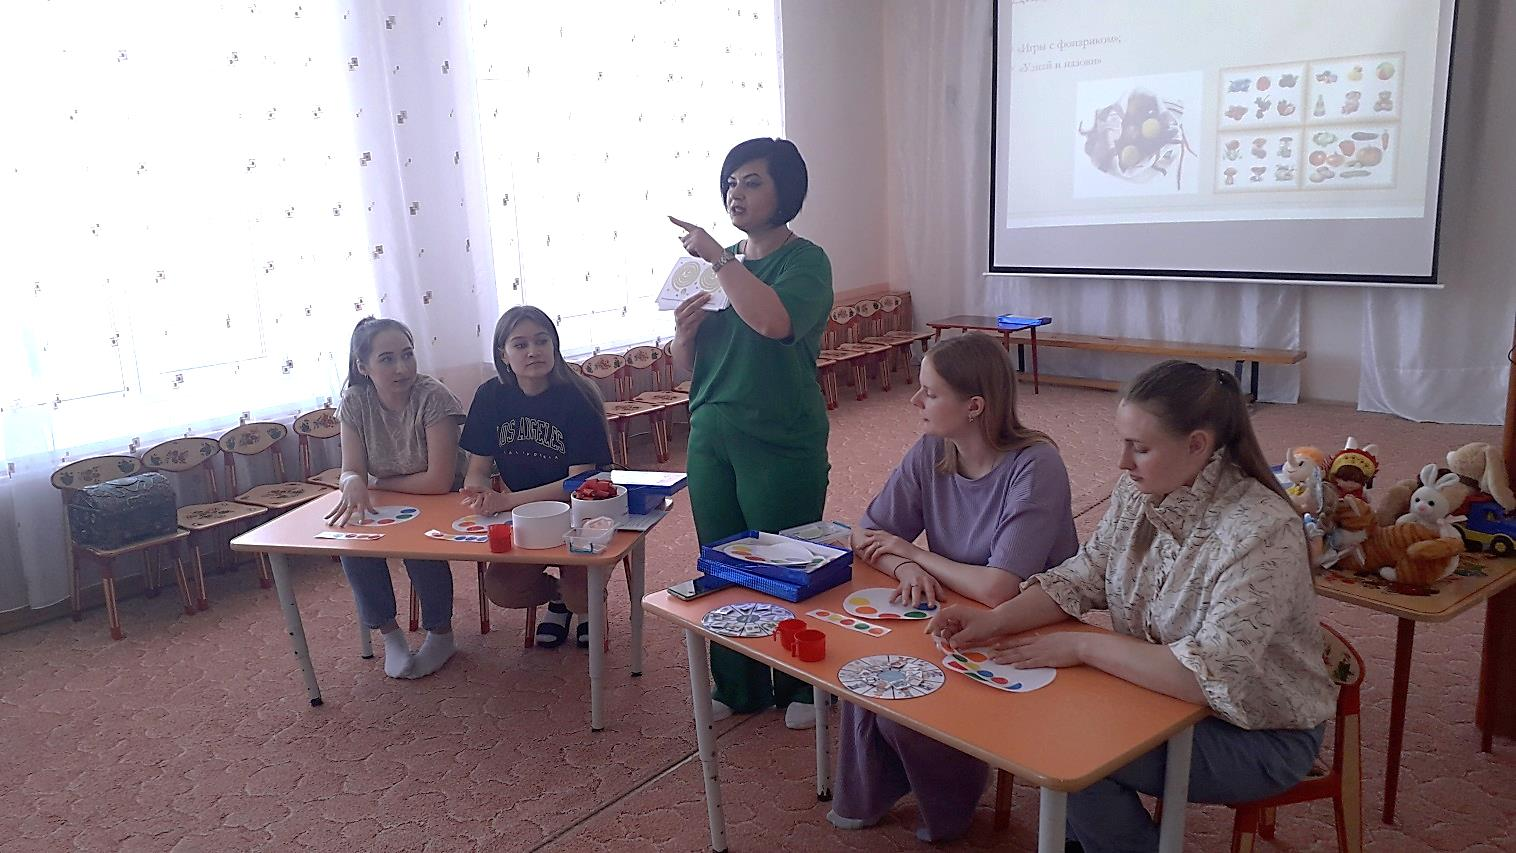 «Игры с фонариком»;
«Узнай и назови»
LOS ANGELES
CALIFORNIA